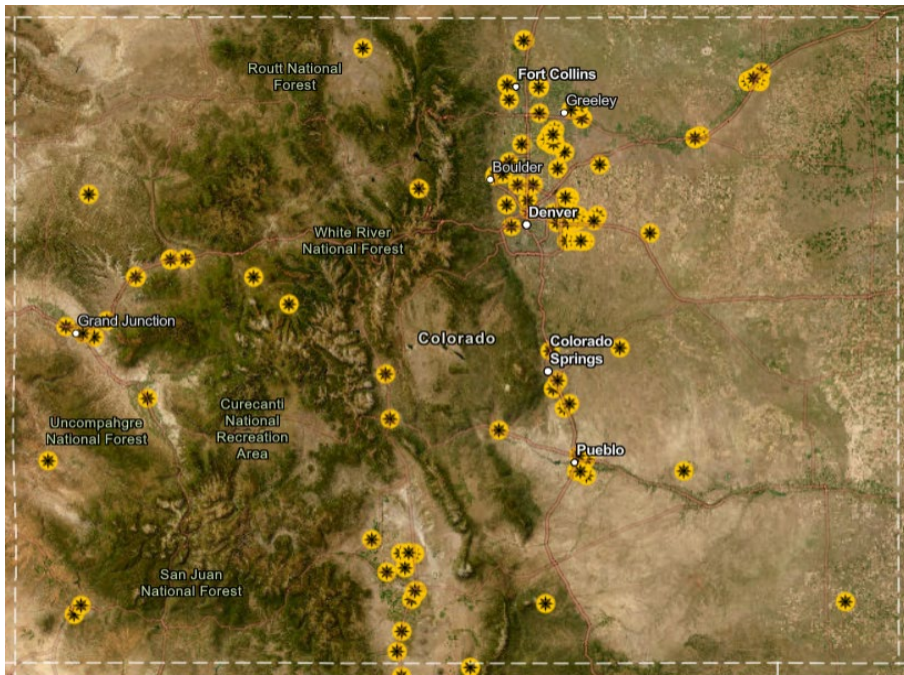 Routt National
Forest
Fort Collins
Greeley
Boulder
Denver
White River
National Forest
Grand Junction
Colorado
Colorado
Springs
Curecanti
National
Recreation
Area
Uncompahgre
National Forest
Pueblo
San Juan
National Forest